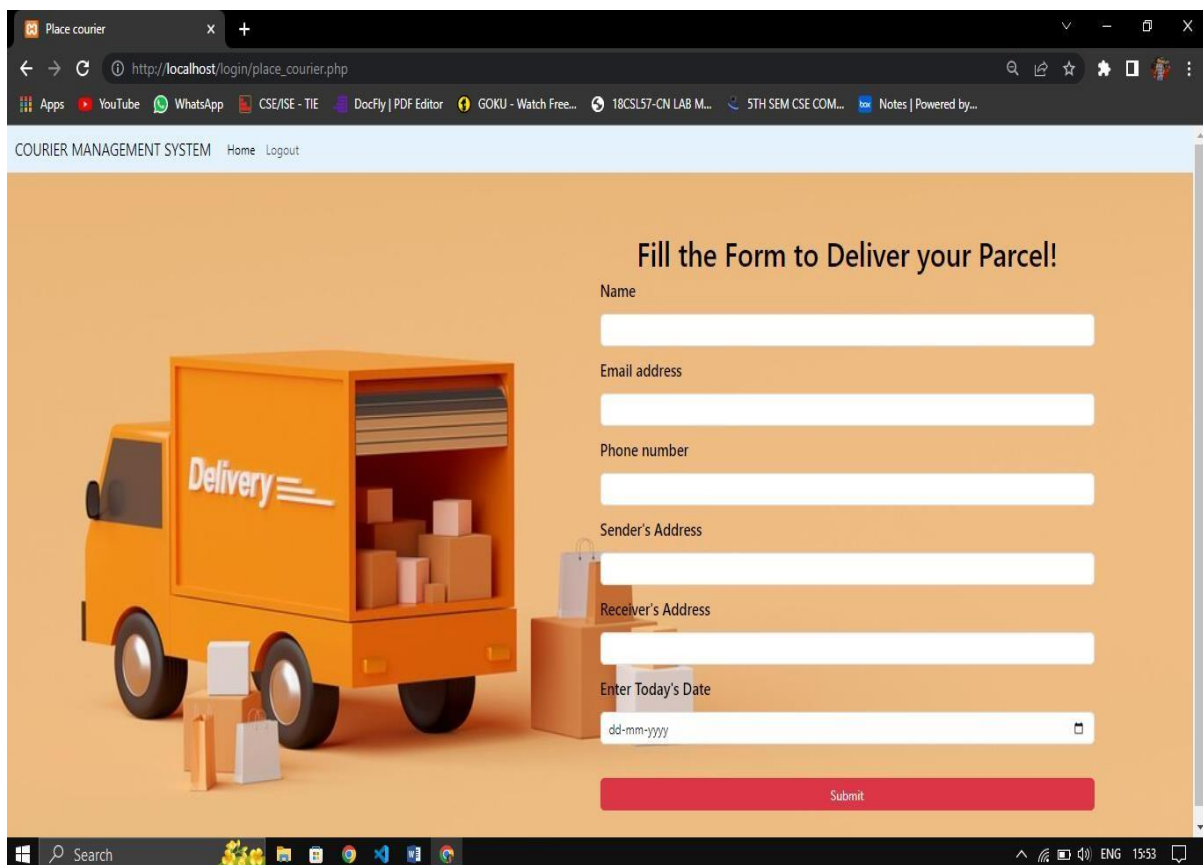 Place courier
http://localhost/login/place_courier.php
Apps YouTube WhatsApp CSE/ISE - TIE DocFly | PDF Editor GOKU - Watch Free... 18CSL57-CN LAB M... 5TH SEM CSE COM... box Notes | Powered by...
COURIER MANAGEMENT SYSTEM Home Logout
Fill the Form to Deliver your Parcel!
Name
Email address
Phone number
Delivery
Sender's Address
Receiver's Address
Enter Today's Date
dd-mm-yyyy
Submit
Search
ENG 15:53